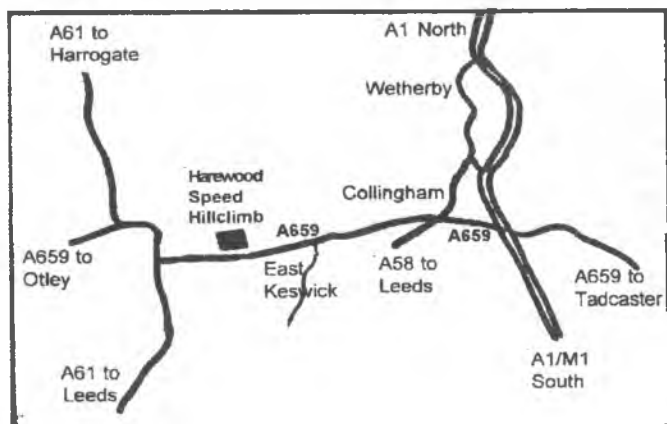 A61 to
Harrogate
A1 North
Wetherby
Harewood
Speed
Hillclimb
Collingham
A659
A659
A659 to
Otley
East
Keswick
A58 to
Leeds
A659 to
Tadcaster
A61 to
Leeds
A1/M1
South